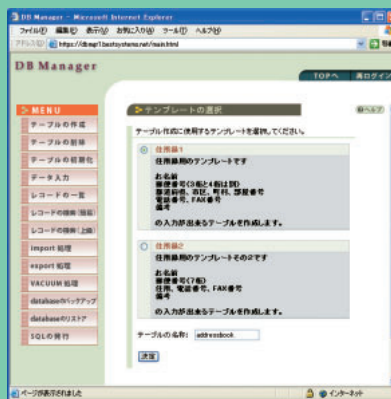 DB Manager - Microsoft Internet Explorer
ファイル(F) 編集(E) 表示(V) お気に入り(A) ツール(T) ヘルプ(H)
アドレス(D) https://dbmgr1.bestsystems.net/main.html
DB Manager
TOPへ 再ログイン
MENU
テーブルの作成
テーブルの削除
テーブルの初期化
データ入力
レコードの一覧
レコードの検索(簡易)
レコードの検索(上級)
import 処理
export 処理
VACUUM 処理
databaseのバックアップ
databaseのリストア
SQLの発行
テンプレートの選択
ヘルプ
テーブル作成に使用するテンプレートを選択してください。
住所録1
住所録用のテンプレートです
お名前
郵便番号(3桁と4桁は別)
都道府県、市区、町村、部屋番号
電話番号、FAX番号
備考
の入力が出来るテーブルを作成します。
住所録2
住所録用のテンプレートその2です
お名前
郵便番号(7桁)
住所、電話番号、FAX番号
備考
の入力が出来るテーブルを作成します。
テーブルの名称: addressbook
決定
ページが表示されました
インターネット